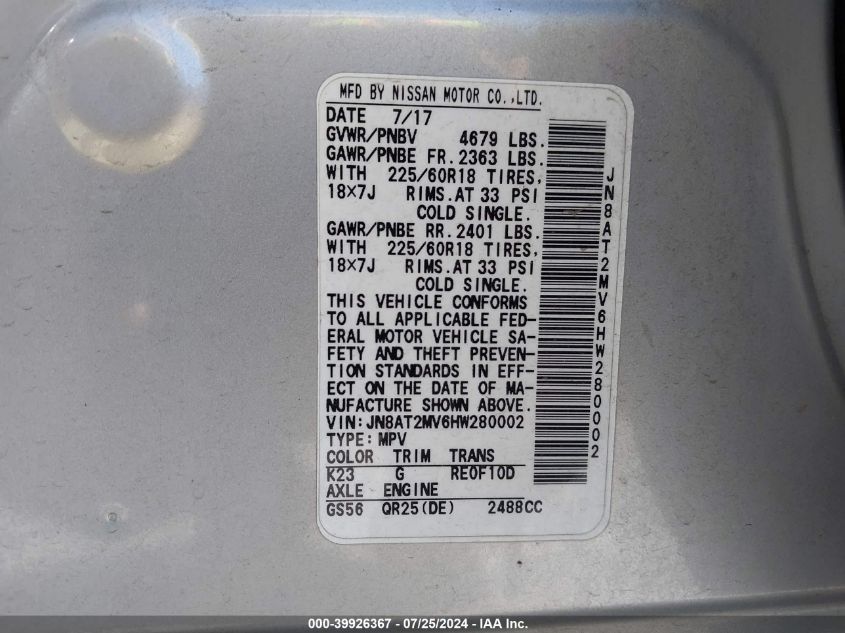 MFD BY NISSAN MOTOR CO.,LTD.
DATE 7/17
GVWR/PNBV 4679 LBS.
GAWR/PNBE FR. 2363 LBS.
WITH 225/60R18 TIRES,
18×7J RIMS.AT 33 PSI
COLD SINGLE.
GAWR/PNBE RR. 2401 LBS.
WITH 225/60R18 TIRES,
18×7J RIMS.AT 33 PSI
COLD SINGLE.
THIS VEHICLE CONFORMS
TO ALL APPLICABLE FED-
ERAL MOTOR VEHICLE SA-
FETY AND THEFT PREVEN-
TION STANDARDS IN EFF-
ECT ON THE DATE OF MA-
NUFACTURE SHOWN ABOVE.
VIN:JN8AT2MV6HW280002
TYPE:MPV
COLOR TRIM TRANS
K23 G RE0F10D
AXLE ENGINE
GS56 QR25(DE) 2488CC
JN8AT2MV6HW280002
000-39926367 - 07/25/2024 - IAA Inc.